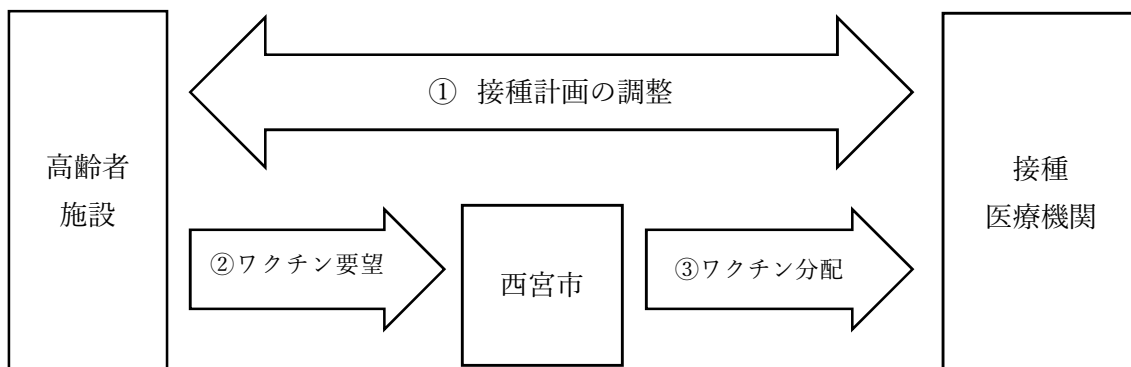 ① 接種計画の調整
高齢者
施設
接種
医療機関
②ワクチン要望
西宮市
③ワクチン分配